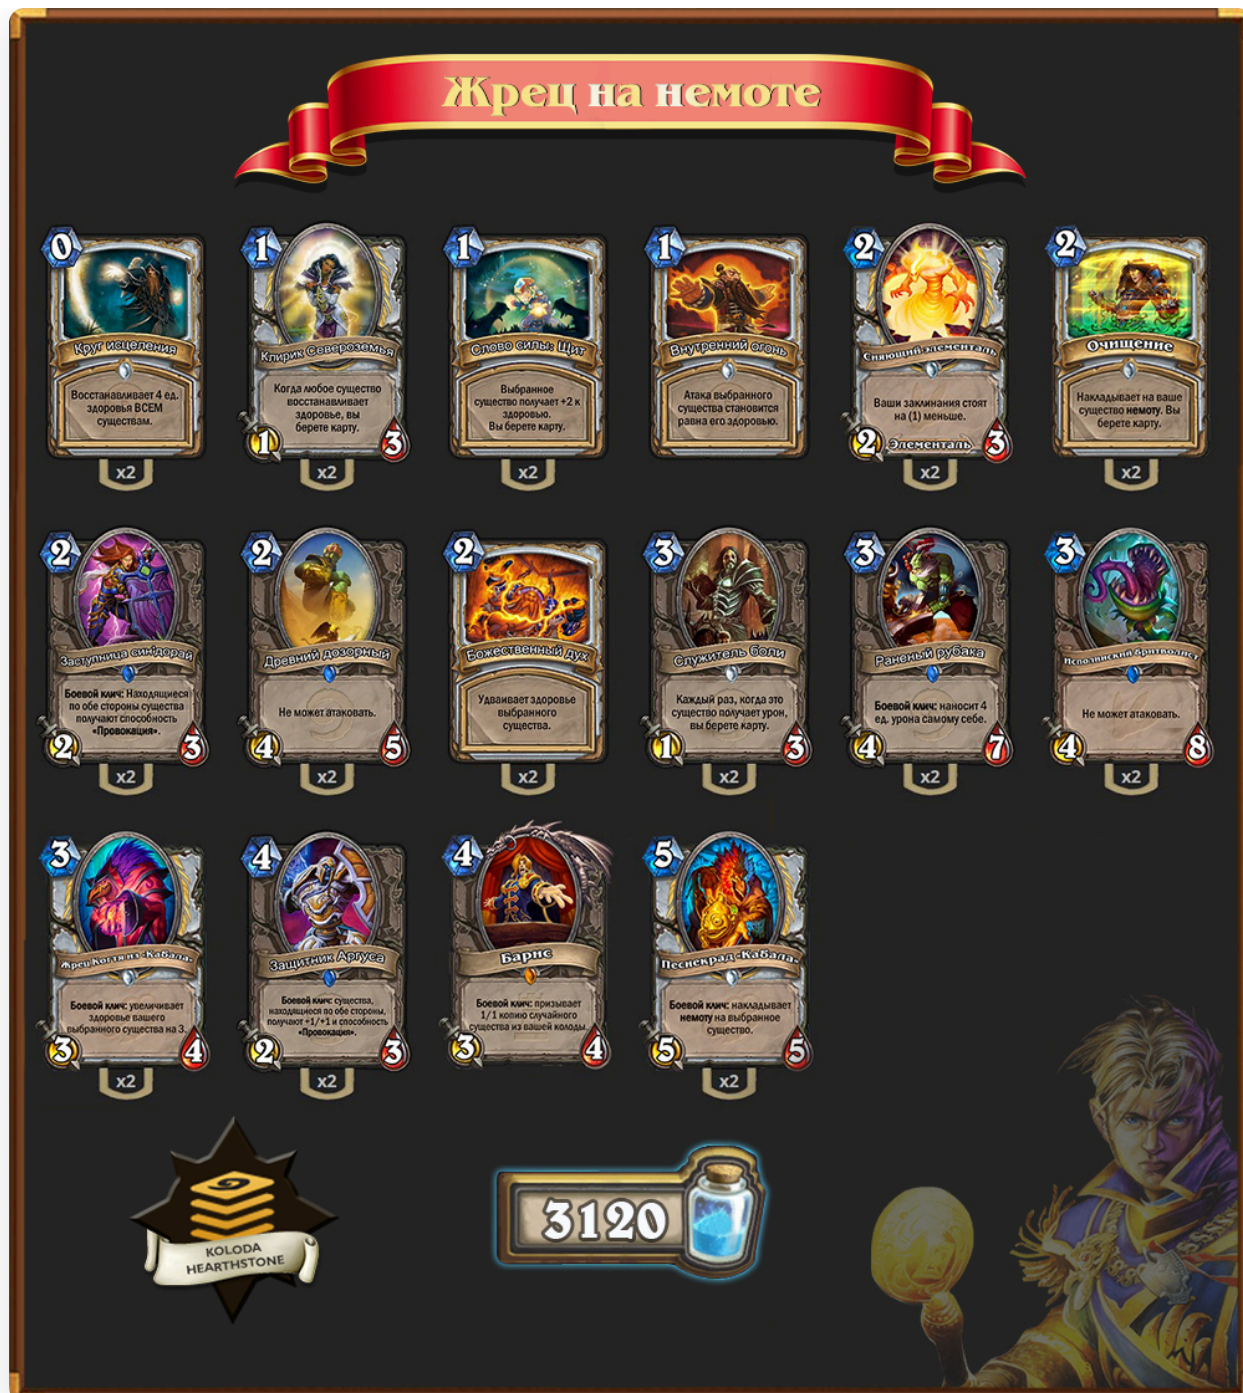 Жрец на немоте
0
Круг исцеления
Восстанавливает 4 ед.
здоровья ВСЕМ
существам.
x2
1
Клирик Североземья
Когда любое существо
восстанавливает
здоровье, вы
берете карту.
1
3
x2
1
Слово силы: Щит
Выбранное
существо получает +2 к
здоровью.
Вы берете карту.
x2
1
Внутренний огонь
Атака выбранного
существа становится
равна его здоровью.
2
Сияющий элементаль
Ваши заклинания стоят
на (1) меньше.
2
Элементаль
3
x2
2
Очищение
Накладывает на ваше
существо немоту. Вы
берете карту.
x2
2
Заступница син'дорай
Боевой клич: Находящиеся
по обе стороны существа
получают способность
«Провокация».
2
3
x2
2
Древний дозорный
Не может атаковать.
4
5
x2
2
Божественный дух
Удваивает здоровье
выбранного
существа.
x2
3
Служитель боли
Каждый раз, когда это
существо получает урон,
вы берете карту.
1
3
x2
3
Раненый рубака
Боевой клич: наносит 4
ед. урона самому себе.
4
7
x2
3
Исполинский бритволист
Не может атаковать.
4
8
x2
3
Жрец Когтя из «Кабала»
Боевой клич: увеличивает
здоровье вашего
выбранного существа на 3.
3
4
x2
4
Защитник Аргуса
Боевой клич: существа,
находящиеся по обе стороны,
получают +1/+1 и способность
«Провокация».
2
3
x2
4
Барнс
Боевой клич: призывает
1/1 копию случайного
существа из вашей колоды.
3
4
5
Песнекрад «Кабала»
Боевой клич: накладывает
немоту на выбранное
существо.
5
5
x2
KOLODA
HEARTHSTONE
3120